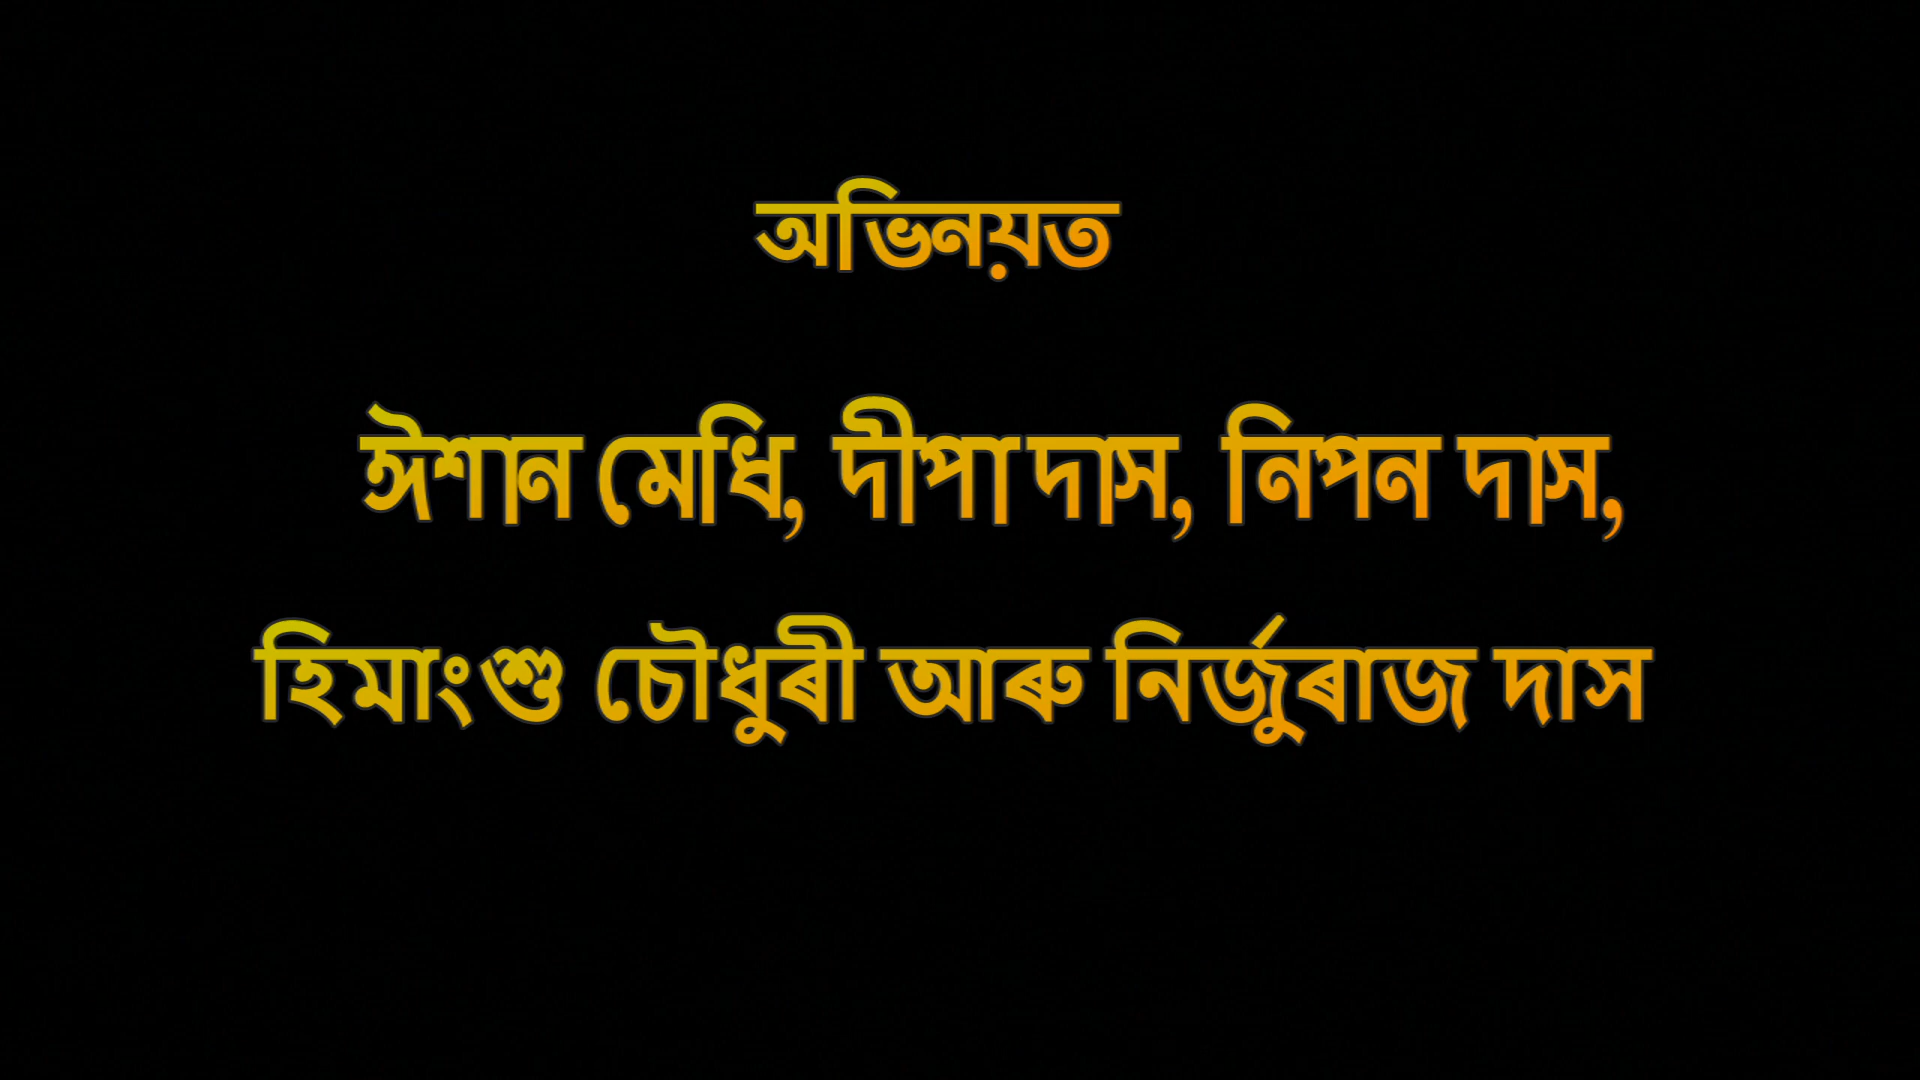 অভিনয়ত
ঈশান মেধি, দীপা দাস, নিপন দাস,
হিমাংশু চৌধুৰী আৰু নিৰ্জুৰাজ দাস